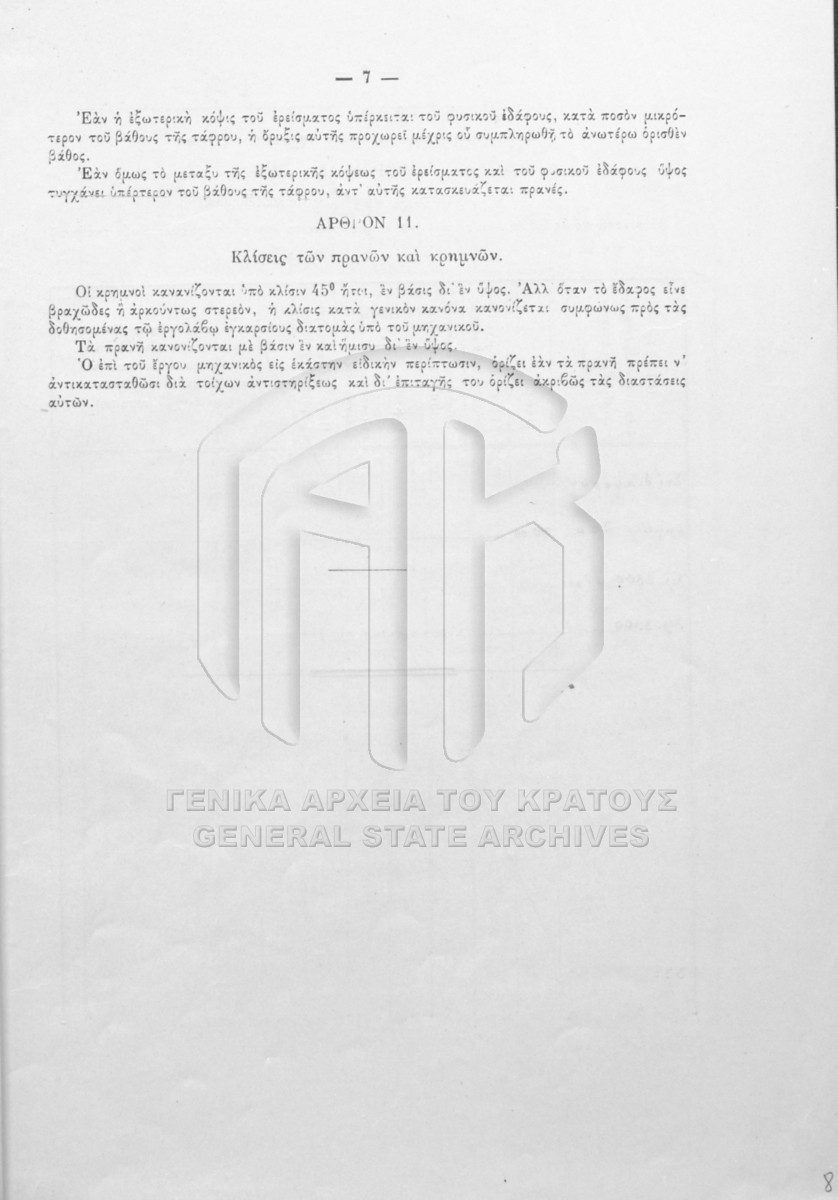 — 7 —
Ἐὰν ἡ ἐξωτερικὴ κόψις τοῦ ἐρείσματος ὑπέρκειται τοῦ φυσικοῦ ἐδάφους, κατὰ ποσὸν μικρό-
τερον τοῦ βάθους τῆς τάφρου, ἡ ὄρυξις αὐτῆς προχωρεῖ μέχρις οὗ συμπληρωθῇ τὸ ἀνωτέρω ὁρισθὲν
βάθος.
Ἐὰν ὅμως τὸ μεταξὺ τῆς ἐξωτερικῆς κόψεως τοῦ ἐρείσματος καὶ τοῦ φυσικοῦ ἐδάφους ὕψος
τυγχάνει ὑπέρτερον τοῦ βάθους τῆς τάφρου, ἀντ' αὐτῆς κατασκευάζεται πρανές.
ΑΡΘΡΟΝ 11.
Κλίσεις τῶν πρανῶν καὶ κρημνῶν.
Οἱ κρημνοὶ κανανίζονται ὑπὸ κλίσιν 45⁰ ἤτοι, ἓν βάσις δι' ἓν ὕψος. Ἀλλ' ὅταν τὸ ἔδαφος εἶνε
βραχῶδες ἢ ἀρκούντως στερεὸν, ἡ κλίσις κατὰ γενικὸν κανόνα κανονίζεται συμφώνως πρὸς τὰς
δοθησομένας τῷ ἐργολάβῳ ἐγκαρσίους διατομὰς ὑπὸ τοῦ μηχανικοῦ.
Τὰ πρανῆ κανονίζονται μὲ βάσιν ἓν καὶ ἥμισυ δι' ἓν ὕψος.
Ὁ ἐπὶ τοῦ ἔργου μηχανικὸς εἰς ἑκάστην εἰδικὴν περίπτωσιν, ὁρίζει ἐὰν τὰ πρανῆ πρέπει ν'
ἀντικατασταθῶσι διὰ τοίχων ἀντιστηρίξεως καὶ δι' ἐπιταγῆς του ὁρίζει ἀκριβῶς τὰς διαστάσεις
αὐτῶν.
ΓΕΝΙΚΑ ΑΡΧΕΙΑ ΤΟΥ ΚΡΑΤΟΥΣ
GENERAL STATE ARCHIVES
8